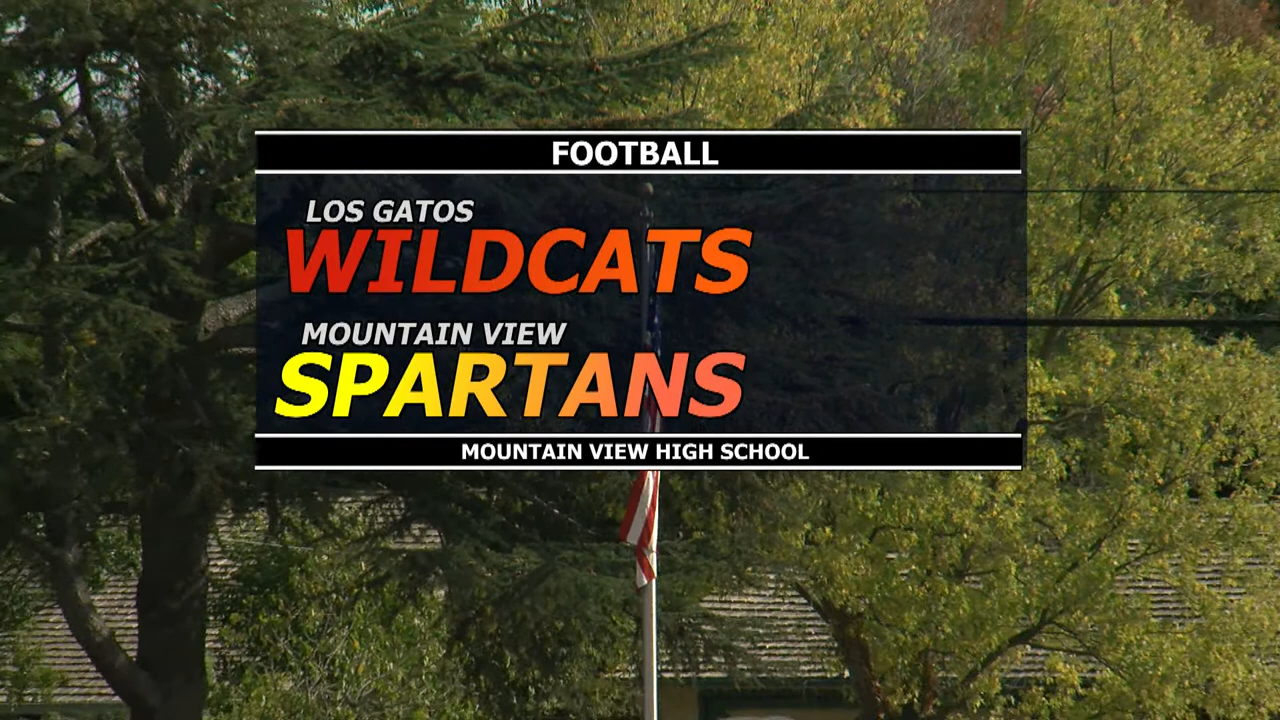 FOOTBALL
LOS GATOS
WILDCATS
MOUNTAIN VIEW
SPARTANS
MOUNTAIN VIEW HIGH SCHOOL